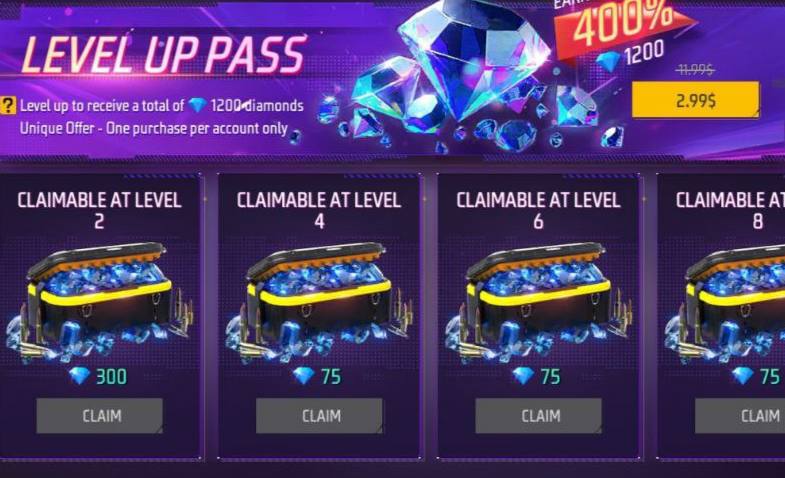 400%
1200
LEVEL UP PASS
11.99$
2.99$
? Level up to receive a total of 1200 diamonds
Unique Offer - One purchase per account only
CLAIMABLE AT LEVEL
2
300
CLAIM
CLAIMABLE AT LEVEL
4
75
CLAIM
CLAIMABLE AT LEVEL
6
75
CLAIM
CLAIMABLE AT
8
75
CLAIM